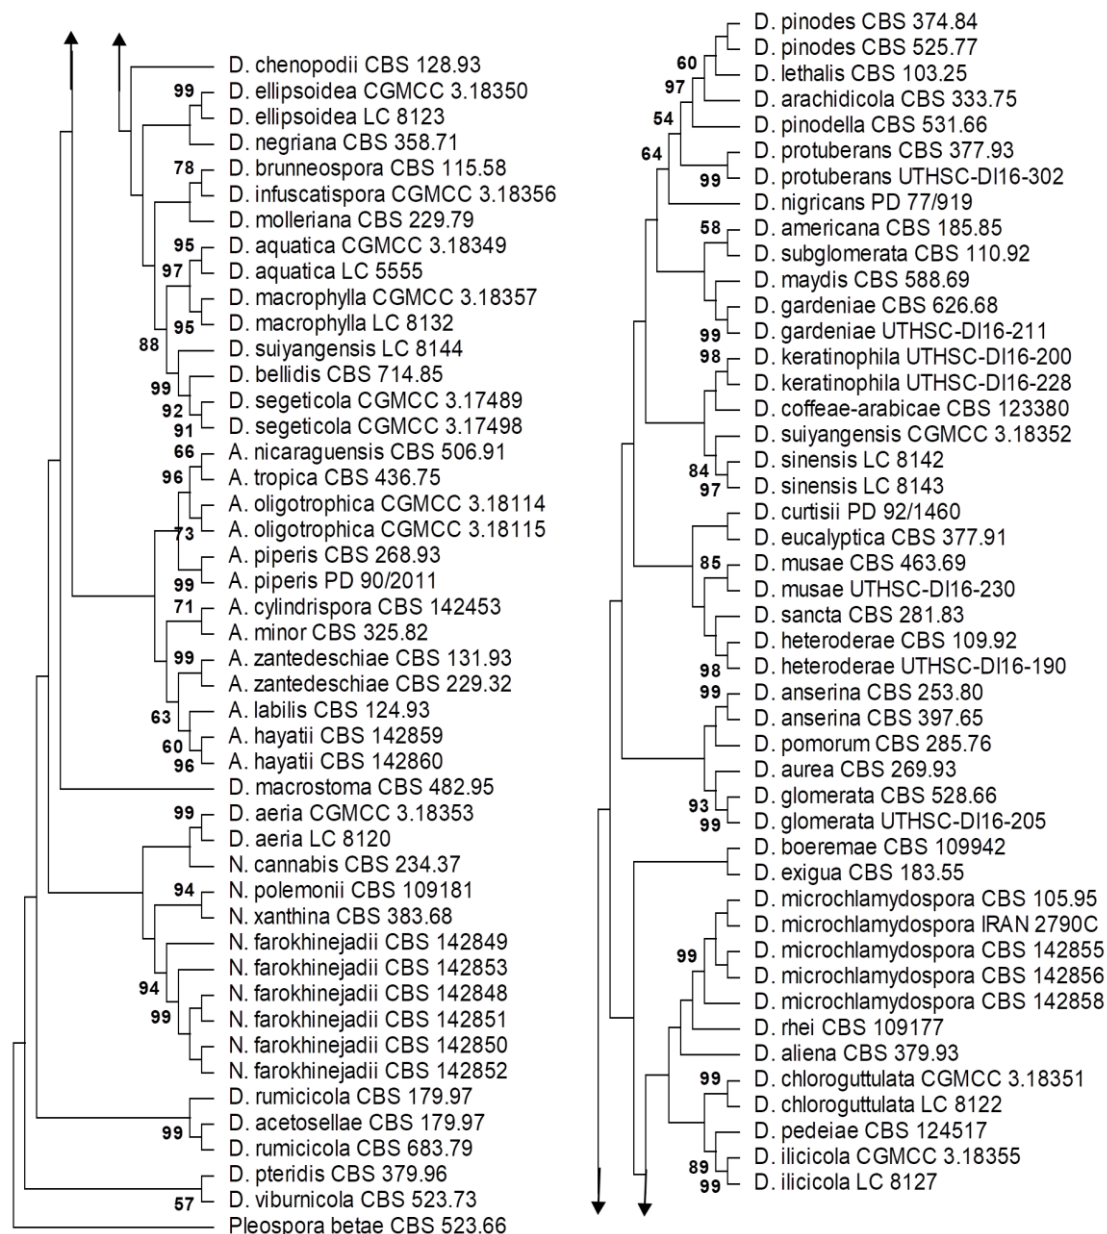 D. chenopodii CBS 128.93
99
D. ellipsoidea CGMCC 3.18350
D. ellipsoidea LC 8123
D. negriana CBS 358.71
78
D. brunneospora CBS 115.58
D. infuscatispora CGMCC 3.18356
D. molleriana CBS 229.79
95
D. aquatica CGMCC 3.18349
97
D. aquatica LC 5555
D. macrophylla CGMCC 3.18357
95
D. macrophylla LC 8132
88
D. suiyangensis LC 8144
D. bellidis CBS 714.85
99
D. segeticola CGMCC 3.17489
92
D. segeticola CGMCC 3.17498
91
66
A. nicaraguensis CBS 506.91
96
A. tropica CBS 436.75
A. oligotrophica CGMCC 3.18114
A. oligotrophica CGMCC 3.18115
73
A. piperis CBS 268.93
A. piperis PD 90/2011
99
71
A. cylindrispora CBS 142453
A. minor CBS 325.82
99
A. zantedeschiae CBS 131.93
A. zantedeschiae CBS 229.32
A. labilis CBS 124.93
63
A. hayatii CBS 142859
60
A. hayatii CBS 142860
96
D. macrostoma CBS 482.95
99
D. aeria CGMCC 3.18353
D. aeria LC 8120
N. cannabis CBS 234.37
94
N. polemonii CBS 109181
N. xanthina CBS 383.68
N. farokhinejadii CBS 142849
N. farokhinejadii CBS 142853
94
N. farokhinejadii CBS 142848
99
N. farokhinejadii CBS 142851
N. farokhinejadii CBS 142850
N. farokhinejadii CBS 142852
D. rumicicola CBS 179.97
D. acetosellae CBS 179.97
99
D. rumicicola CBS 683.79
D. pteridis CBS 379.96
D. viburnicola CBS 523.73
57
Pleospora betae CBS 523.66
D. pinodes CBS 374.84
D. pinodes CBS 525.77
60
D. lethalis CBS 103.25
97
D. arachidicola CBS 333.75
54
D. pinodella CBS 531.66
64
D. protuberans CBS 377.93
D. protuberans UTHSC-DI16-302
99
D. nigricans PD 77/919
58
D. americana CBS 185.85
D. subglomerata CBS 110.92
D. maydis CBS 588.69
D. gardeniae CBS 626.68
D. gardeniae UTHSC-DI16-211
99
98
D. keratinophila UTHSC-DI16-200
D. keratinophila UTHSC-DI16-228
D. coffeae-arabicae CBS 123380
D. suiyangensis CGMCC 3.18352
D. sinensis LC 8142
84
D. sinensis LC 8143
97
D. curtisii PD 92/1460
D. eucalyptica CBS 377.91
85
D. musae CBS 463.69
D. musae UTHSC-DI16-230
D. sancta CBS 281.83
D. heteroderae CBS 109.92
D. heteroderae UTHSC-DI16-190
98
99
D. anserina CBS 253.80
D. anserina CBS 397.65
D. pomorum CBS 285.76
D. aurea CBS 269.93
D. glomerata CBS 528.66
93
D. glomerata UTHSC-DI16-205
99
D. boeremae CBS 109942
D. exigua CBS 183.55
D. microchlamydospora CBS 105.95
D. microchlamydospora IRAN 2790C
D. microchlamydospora CBS 142855
99
D. microchlamydospora CBS 142856
D. microchlamydospora CBS 142858
D. rhei CBS 109177
D. aliena CBS 379.93
99
D. chloroguttulata CGMCC 3.18351
D. chloroguttulata LC 8122
D. pedeiae CBS 124517
D. ilicicola CGMCC 3.18355
89
D. ilicicola LC 8127
99